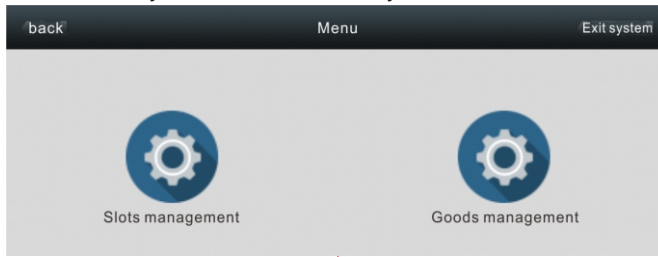 back
Menu
Exit system
Slots management
Goods management